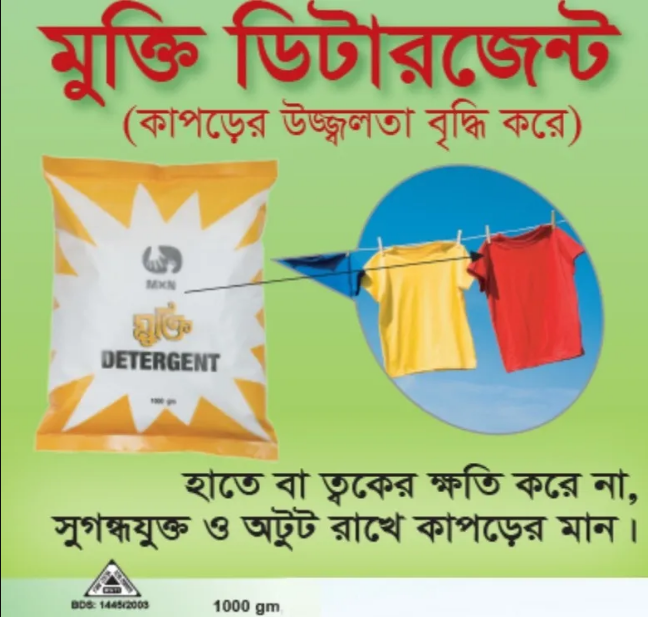 মুক্তি ডিটারজেন্ট
(কাপড়ের উজ্জ্বলতা বৃদ্ধি করে)
MXN
মুক্তি
DETERGENT
1000 gm
হাতে বা ত্বকের ক্ষতি করে না,
সুগন্ধযুক্ত ও অটুট রাখে কাপড়ের মান।
BDS: 1445/2003
1000 gm